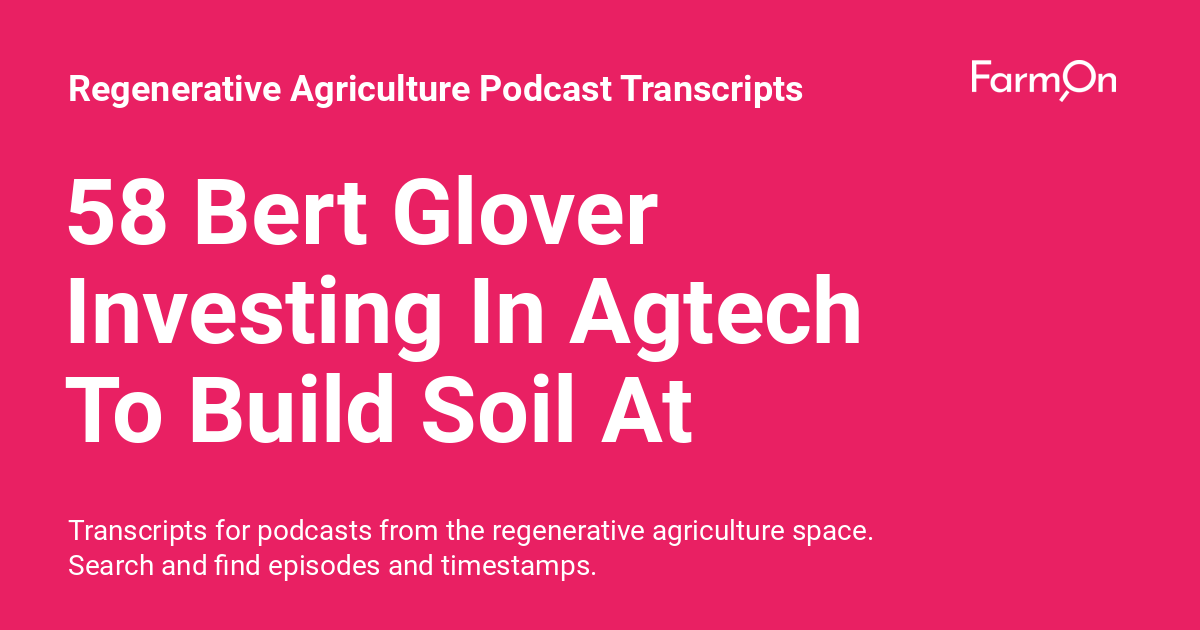 Regenerative Agriculture Podcast Transcripts
FarmOn
58 Bert Glover
Investing In Agtech
To Build Soil At
Transcripts for podcasts from the regenerative agriculture space.
Search and find episodes and timestamps.